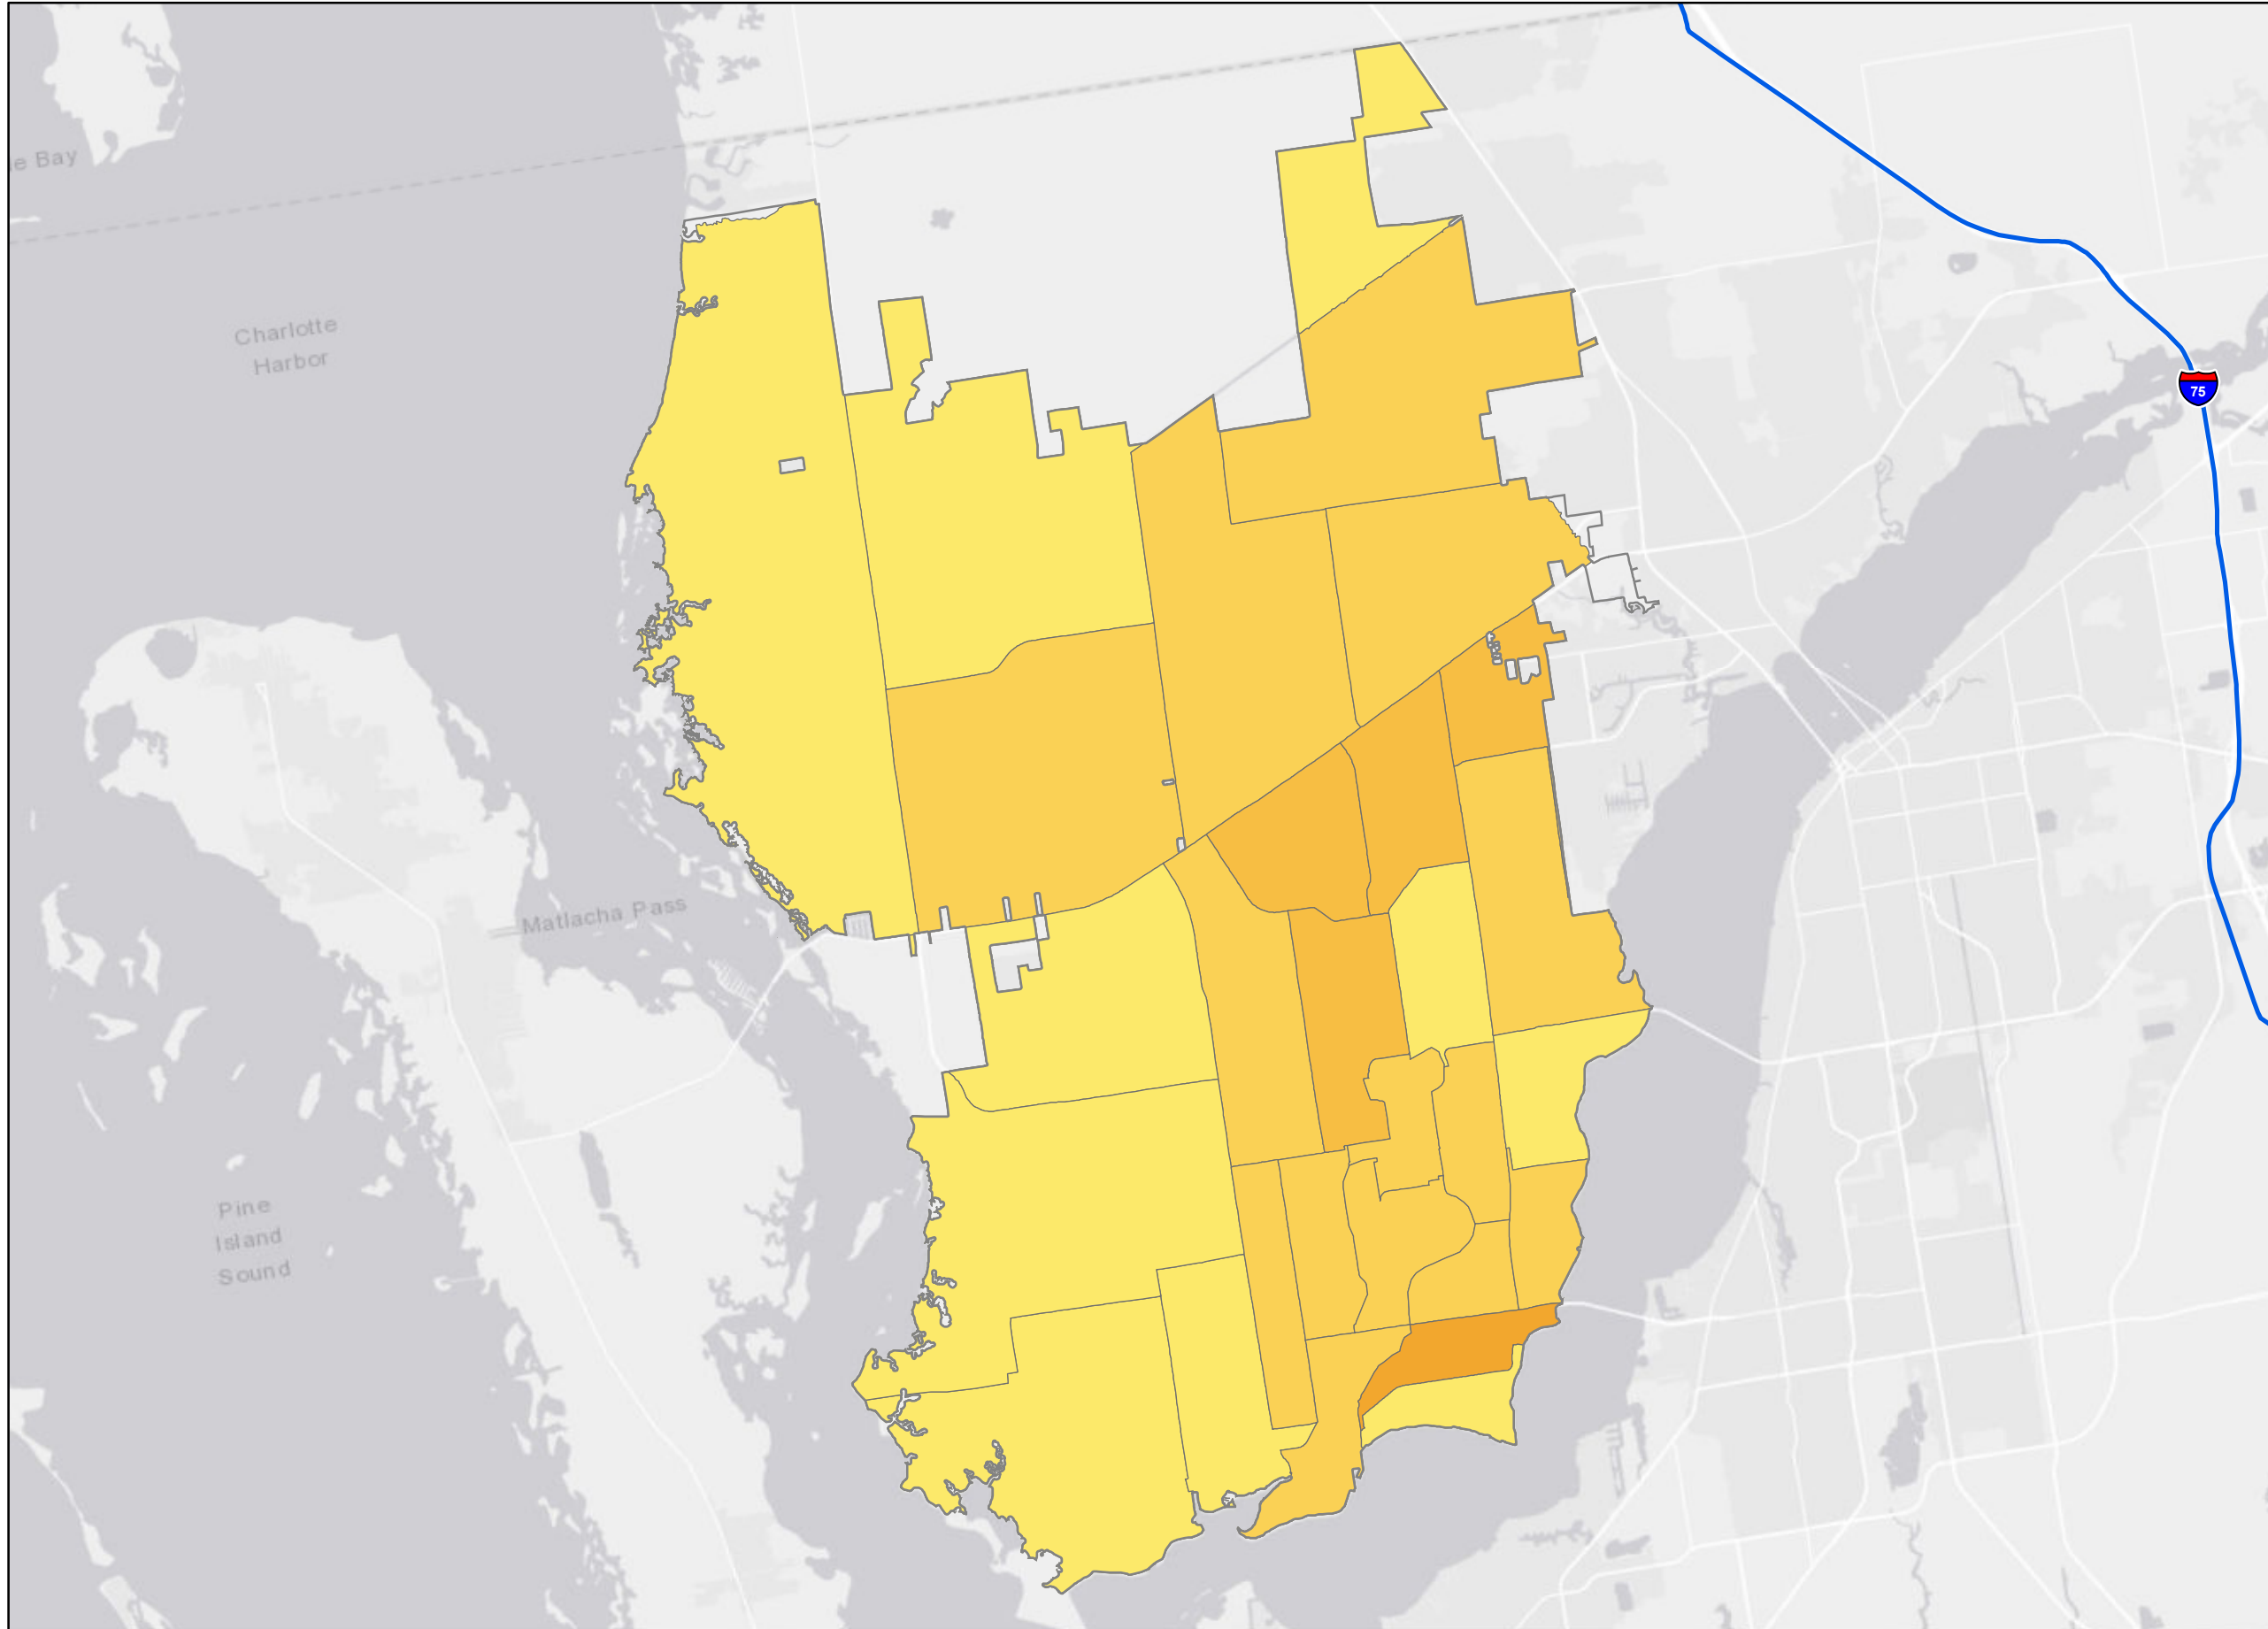 e Bay
Charlotte
Harbor
75
Matlacha Pass
Pine
Island
Sound